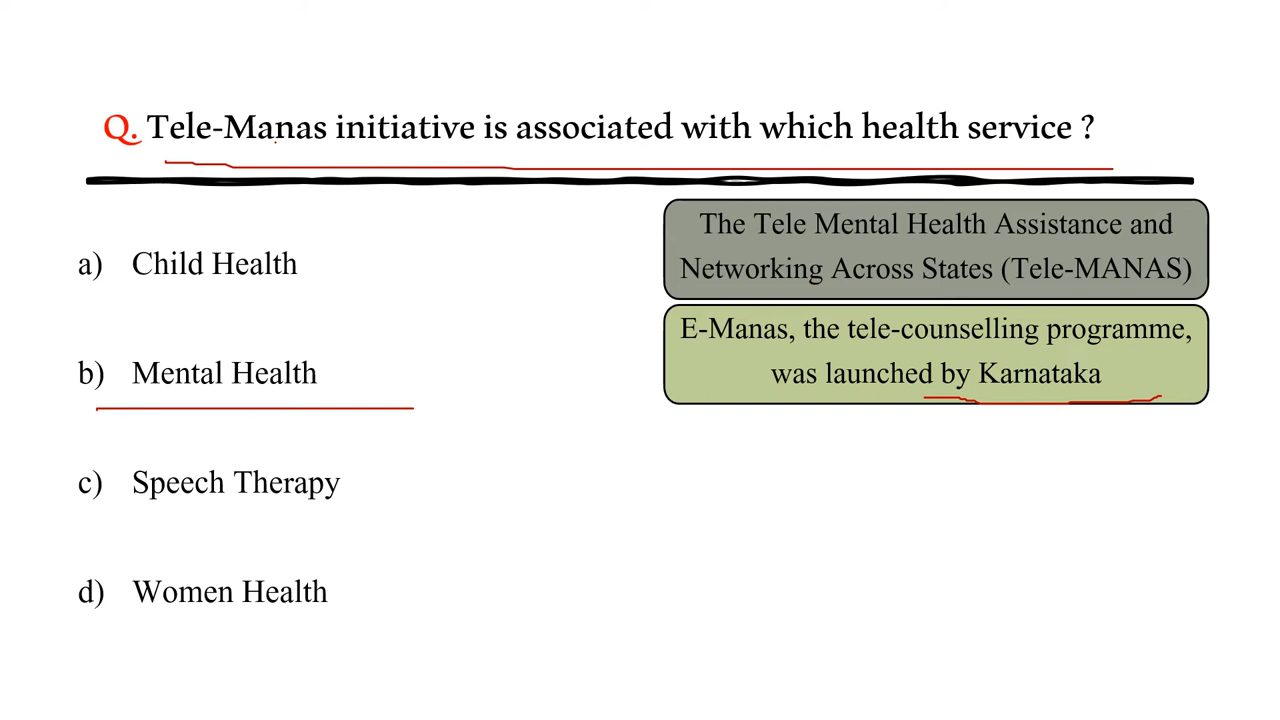 Q. Tele-Manas initiative is associated with which health service ?
The Tele Mental Health Assistance and
Networking Across States (Tele-MANAS)
E-Manas, the tele-counselling programme,
was launched by Karnataka
a) Child Health
b) Mental Health
c) Speech Therapy
d) Women Health